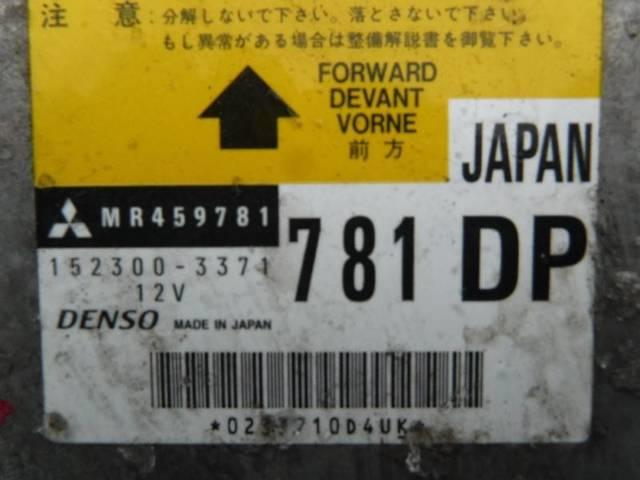 注 意:分解しないで下さい。落とさないで下さい。
もし異常がある場合は整備解説書を御覧下さい。
FORWARD
DEVANT
VORNE
前方
JAPAN
MR459781
781 DP
152300-3371
12V
DENSO MADE IN JAPAN